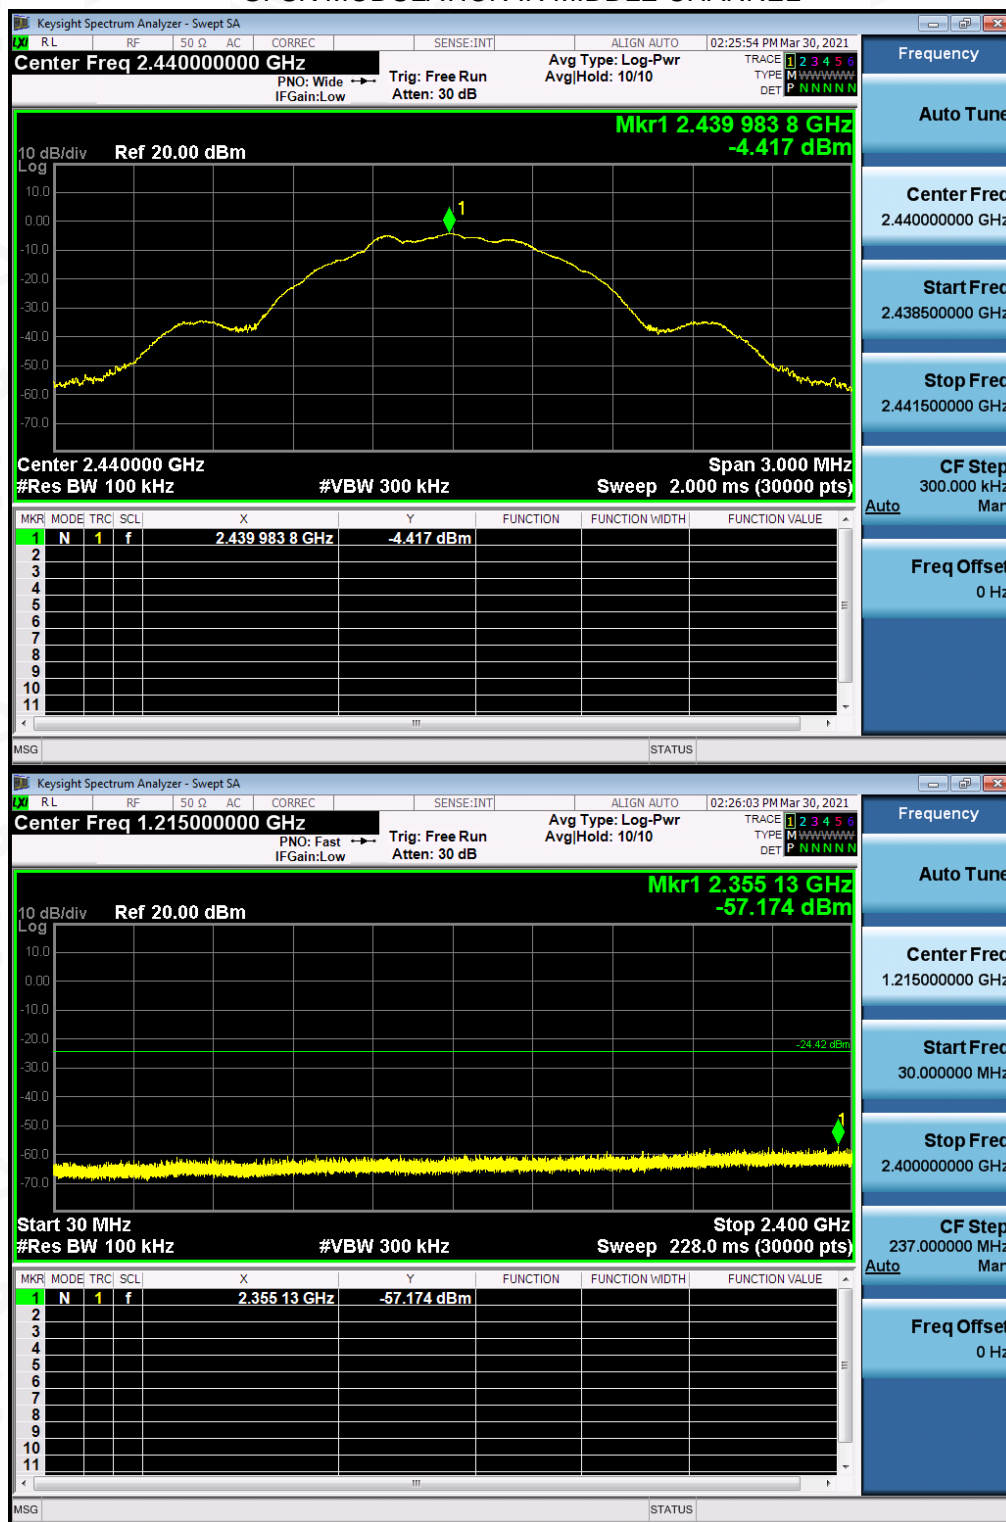 Keysight Spectrum Analyzer - Swept SA
LXI RL RF 50 Ω AC CORREC SENSE:INT ALIGN AUTO 02:25:54 PM Mar 30, 2021
Center Freq 2.440000000 GHz
PNO: Wide
IFGain:Low
Trig: Free Run
Atten: 30 dB
Avg Type: Log-Pwr
Avg|Hold: 10/10
TRACE 1 2 3 4 5 6
TYPE M WWWWW
DET P N N N N N
Mkr1 2.439 983 8 GHz
-4.417 dBm
10 dB/div Ref 20.00 dBm
Log
10.0
0.00
-10.0
-20.0
-30.0
-40.0
-50.0
-60.0
-70.0
1
Center 2.440000 GHz Span 3.000 MHz
#Res BW 100 kHz #VBW 300 kHz Sweep 2.000 ms (30000 pts)
MKR MODE TRC SCL X Y FUNCTION FUNCTION WIDTH FUNCTION VALUE
1 N 1 f 2.439 983 8 GHz -4.417 dBm
2
3
4
5
6
7
8
9
10
11
MSG STATUS
Frequency
Auto Tune
Center Freq
2.440000000 GHz
Start Freq
2.438500000 GHz
Stop Freq
2.441500000 GHz
CF Step
300.000 kHz
Auto Man
Freq Offset
0 Hz
Keysight Spectrum Analyzer - Swept SA
LXI RL RF 50 Ω AC CORREC SENSE:INT ALIGN AUTO 02:26:03 PM Mar 30, 2021
Center Freq 1.215000000 GHz
PNO: Fast
IFGain:Low
Trig: Free Run
Atten: 30 dB
Avg Type: Log-Pwr
Avg|Hold: 10/10
TRACE 1 2 3 4 5 6
TYPE M WWWWW
DET P N N N N N
Mkr1 2.355 13 GHz
-57.174 dBm
10 dB/div Ref 20.00 dBm
Log
10.0
0.00
-10.0
-20.0
-30.0
-40.0
-50.0
-60.0
-70.0
-24.42 dBm
1
Start 30 MHz Stop 2.400 GHz
#Res BW 100 kHz #VBW 300 kHz Sweep 228.0 ms (30000 pts)
MKR MODE TRC SCL X Y FUNCTION FUNCTION WIDTH FUNCTION VALUE
1 N 1 f 2.355 13 GHz -57.174 dBm
2
3
4
5
6
7
8
9
10
11
MSG STATUS
Frequency
Auto Tune
Center Freq
1.215000000 GHz
Start Freq
30.000000 MHz
Stop Freq
2.400000000 GHz
CF Step
237.000000 MHz
Auto Man
Freq Offset
0 Hz